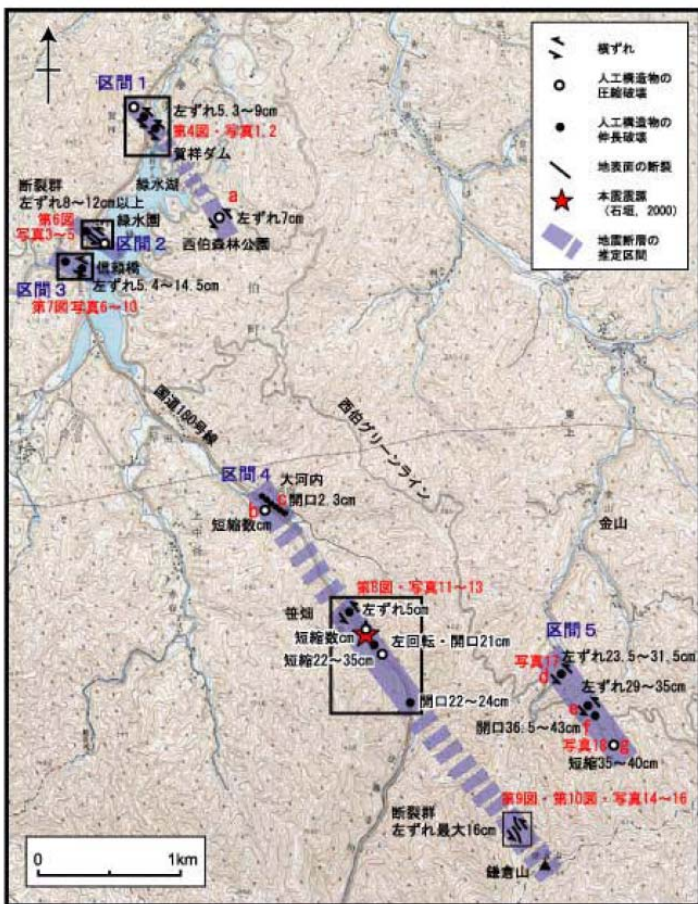 横ずれ
人工構造物の
圧縮破壊
人工構造物の
伸長破壊
地表面の断裂
本震震源
(石垣, 2000)
地震断層の
推定区間
区間1
左ずれ5.3~9cm
第4図・写真1,2
賀祥ダム
緑水湖
断裂群
左ずれ8~12cm以上
a
左ずれ7cm
西伯森林公園
第6図
写真3~5
緑水園
区間2
信頼橋
区間3
左ずれ5.4~14.5cm
第7図写真6~10
伯
町
国道180号線
西伯グリーンライン
東
上
区間4
大河内
c
開口2.3cm
b
短縮数cm
金山
第8図・写真11~13
笹畑
左ずれ5cm
短縮数cm
左回転・開口21cm
短縮22~35cm
開口22~24cm
区間5
写真17
左ずれ23.5~31.5cm
d
左ずれ29~35cm
e
f
開口36.5~43cm
写真18
g
短縮35~40cm
第9図・第10図・写真14~16
断裂群
左ずれ最大16cm
鎌倉山
0
1km